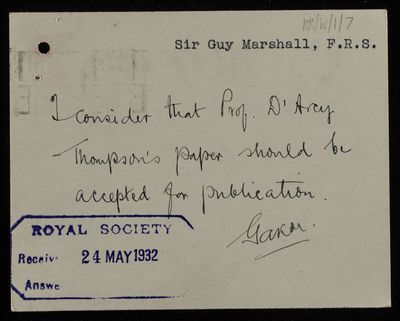 RR/W/1/7
Sir Guy Marshall, F.R.S.
I consider that Prof. D'Arcy
Thompson's paper should be
accepted for publication.
ROYAL SOCIETY
Receiv
24 MAY 1932
Answe